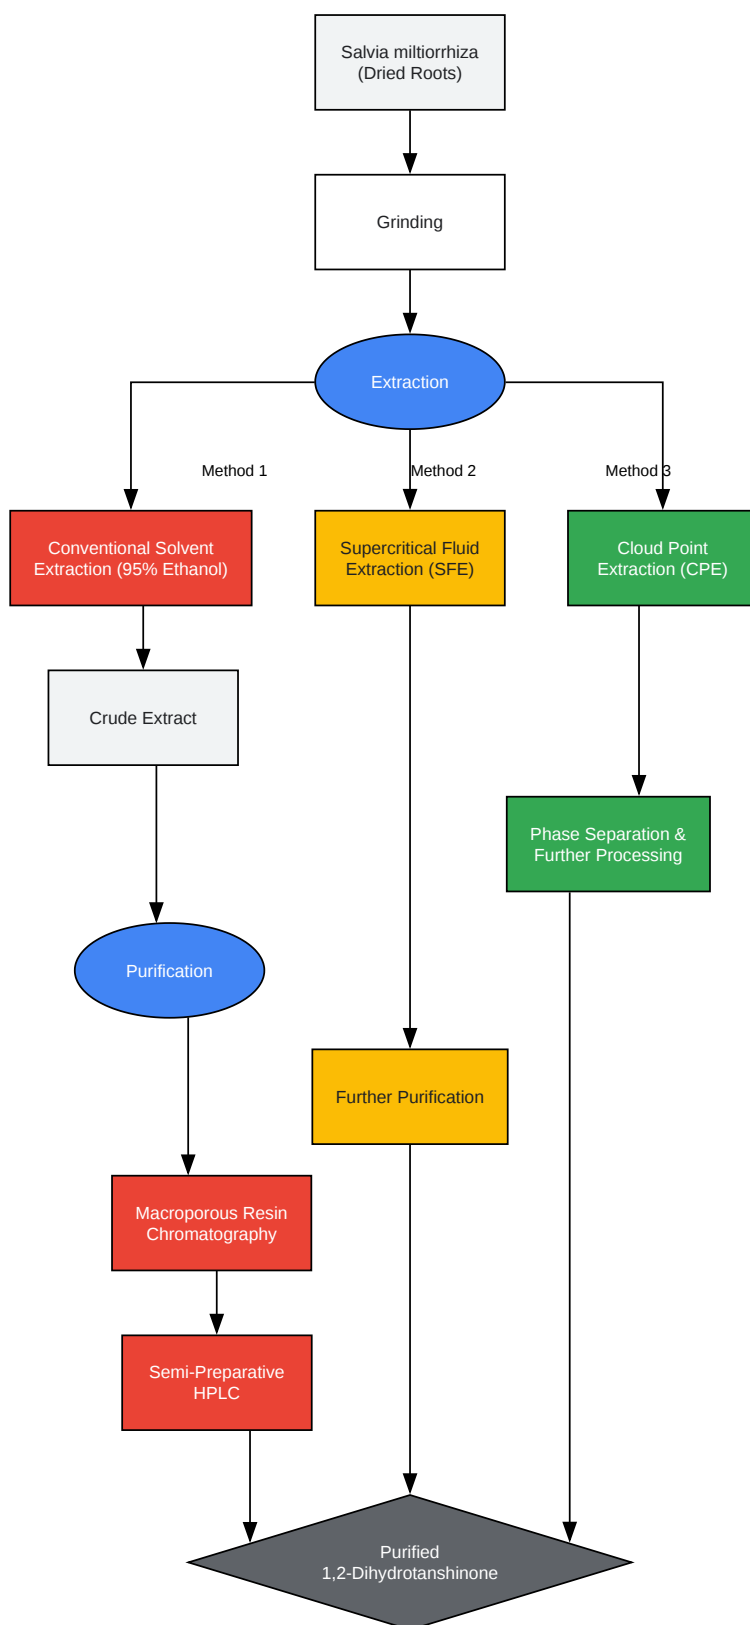 Salvia miltiorrhiza
(Dried Roots)
Grinding
Extraction
Method 1
Method 2
Method 3
Conventional Solvent
Extraction (95% Ethanol)
Supercritical Fluid
Extraction (SFE)
Cloud Point
Extraction (CPE)
Crude Extract
Phase Separation &
Further Processing
Purification
Further Purification
Macroporous Resin
Chromatography
Semi-Preparative
HPLC
Purified
1,2-Dihydrotanshinone